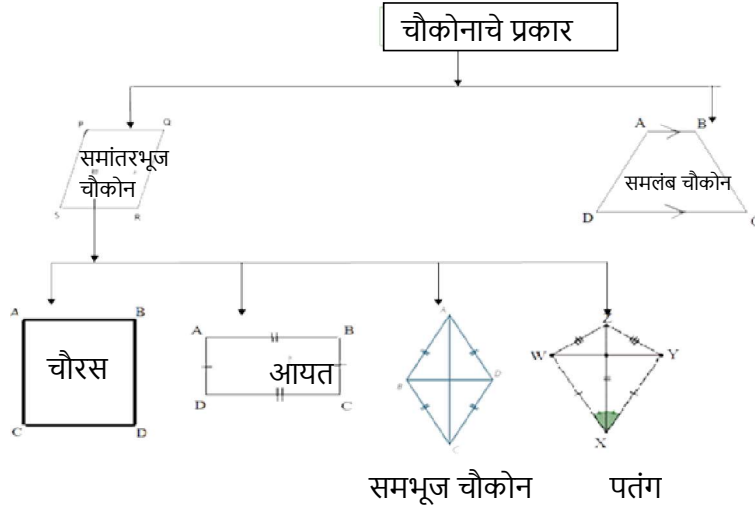 चौकोनाचे प्रकार
P Q
समांतरभूज
चौकोन
S R
A B
समलंब चौकोन
D C
A B
चौरस
C D
A B
आयत
D C
A
B D
C
समभूज चौकोन
Z
W Y
X
पतंग